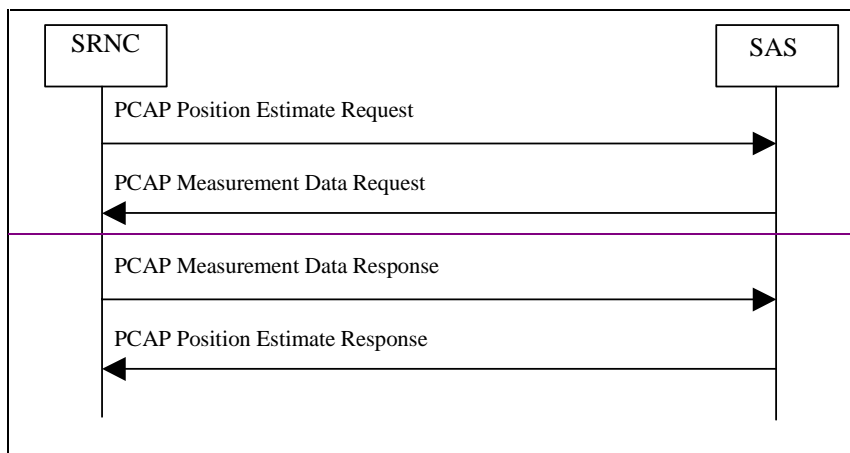 SRNC
SAS
PCAP Position Estimate Request
PCAP Measurement Data Request
PCAP Measurement Data Response
PCAP Position Estimate Response